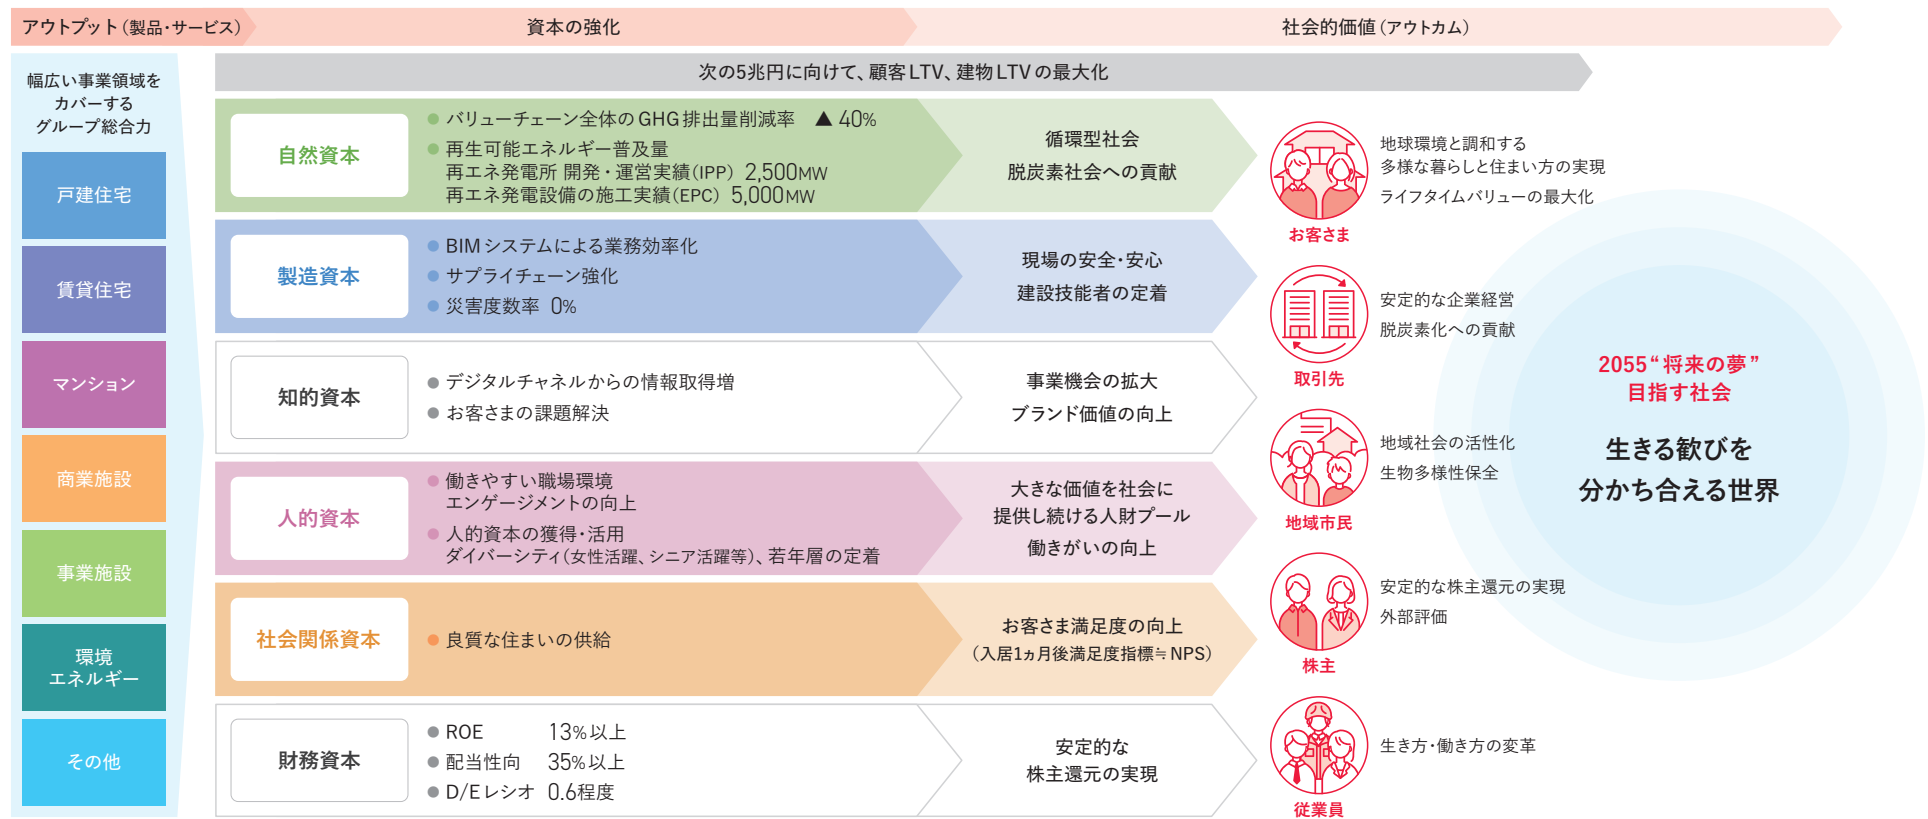 アウトプット（製品・サービス）
資本の強化
社会的価値（アウトカム）
幅広い事業領域を
カバーする
グループ総合力
戸建住宅
賃貸住宅
マンション
商業施設
事業施設
環境
エネルギー
その他
次の5兆円に向けて、顧客LTV、建物LTVの最大化
自然資本
バリューチェーン全体のGHG排出量削減率 ▲40%
再生可能エネルギー普及量
再エネ発電所 開発・運営実績（IPP） 2,500MW
再エネ発電設備の施工実績（EPC） 5,000MW
循環型社会
脱炭素社会への貢献
製造資本
BIMシステムによる業務効率化
サプライチェーン強化
災害度数率 0%
現場の安全・安心
建設技能者の定着
知的資本
デジタルチャネルからの情報取得増
お客さまの課題解決
事業機会の拡大
ブランド価値の向上
人的資本
働きやすい職場環境
エンゲージメントの向上
人的資本の獲得・活用
ダイバーシティ（女性活躍、シニア活躍等）、若年層の定着
大きな価値を社会に
提供し続ける人財プール
働きがいの向上
社会関係資本
良質な住まいの供給
お客さま満足度の向上
（入居1ヵ月後満足度指標≒NPS）
財務資本
ROE 13%以上
配当性向 35%以上
D/Eレシオ 0.6程度
安定的な
株主還元の実現
お客さま
地球環境と調和する
多様な暮らしと住まい方の実現
ライフタイムバリューの最大化
取引先
安定的な企業経営
脱炭素化への貢献
地域市民
地域社会の活性化
生物多様性保全
株主
安定的な株主還元の実現
外部評価
従業員
生き方・働き方の変革
2055“将来の夢”
目指す社会
生きる歓びを
分かち合える世界